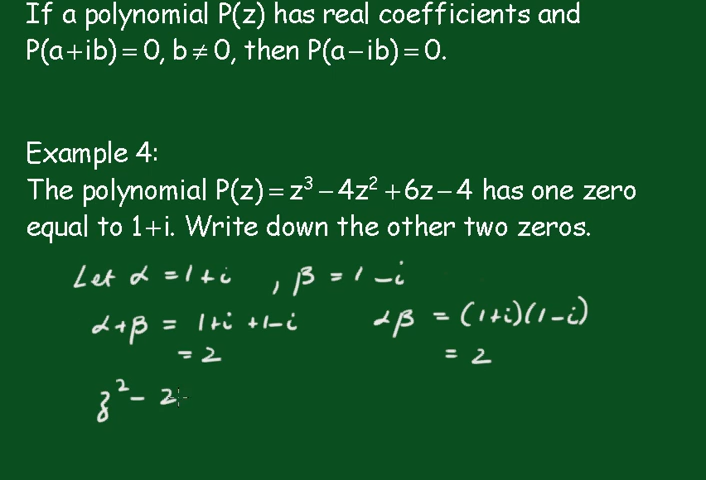 If a polynomial P(z) has real coefficients and
P(a+ib) = 0, b ≠ 0, then P(a−ib) = 0.
Example 4:
The polynomial P(z) = z³ − 4z² + 6z − 4 has one zero
equal to 1+i. Write down the other two zeros.
Let α = 1+i , β = 1−i
α+β = 1+i +1−i αβ = (1+i)(1−i)
= 2 = 2
z² − 2